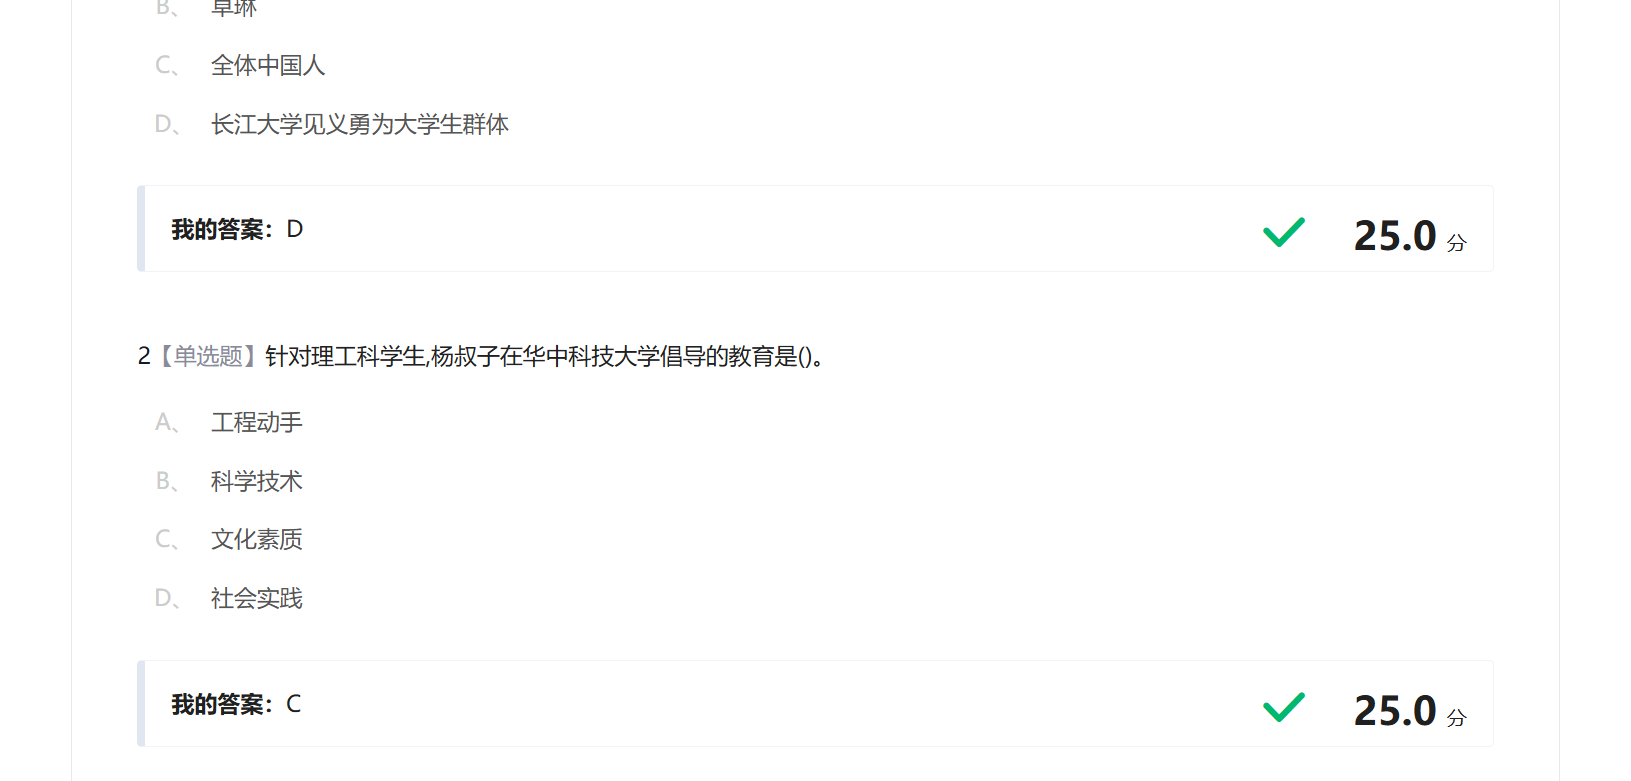 B、 卓琳
C、 全体中国人
D、 长江大学见义勇为大学生群体
我的答案：D 25.0 分
2【单选题】针对理工科学生,杨叔子在华中科技大学倡导的教育是()。
A、 工程动手
B、 科学技术
C、 文化素质
D、 社会实践
我的答案：C 25.0 分